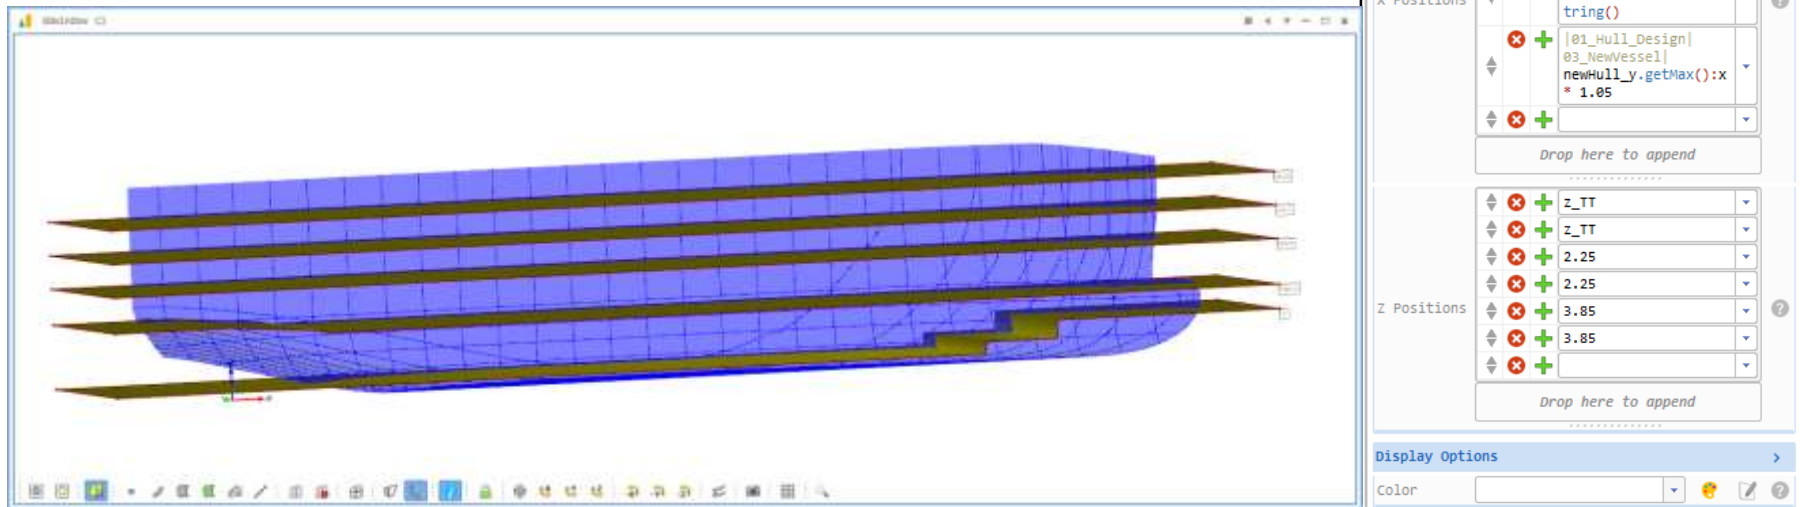 X Positions
tring()
|01_Hull_Design|
03_NewVessel|
newHull_y.getMax():x
* 1.05
Drop here to append
Z Positions
z_TT
z_TT
2.25
2.25
3.85
3.85
Drop here to append
Display Options
Color